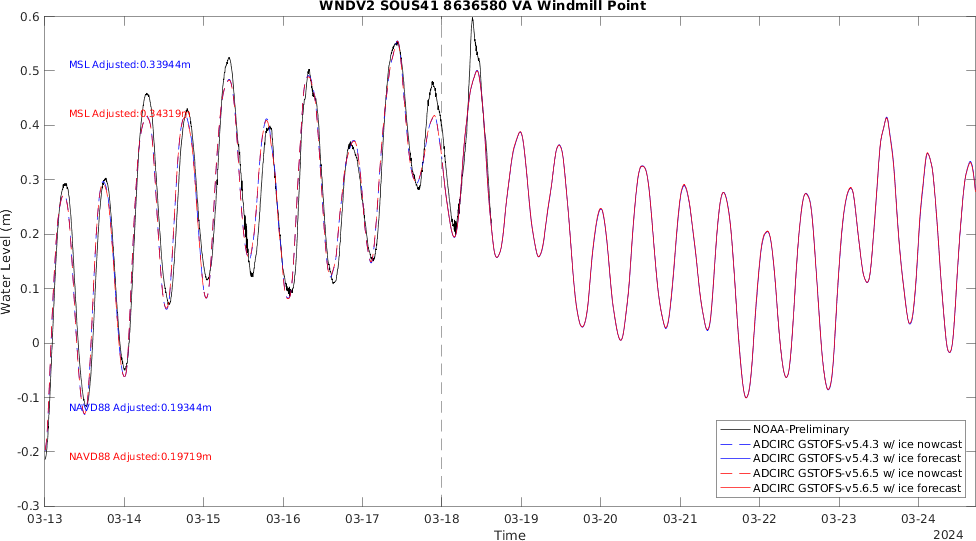 WNDV2 SOUS41 8636580 VA Windmill Point
0.6
0.5
0.4
0.3
0.2
0.1
0
-0.1
-0.2
-0.3
Water Level (m)
MSL Adjusted:0.33944m
MSL Adjusted:0.34319m
NAVD88 Adjusted:0.19344m
NAVD88 Adjusted:0.19719m
NOAA-Preliminary
ADCIRC GSTOFS-v5.4.3 w/ ice nowcast
ADCIRC GSTOFS-v5.4.3 w/ ice forecast
ADCIRC GSTOFS-v5.6.5 w/ ice nowcast
ADCIRC GSTOFS-v5.6.5 w/ ice forecast
03-13 03-14 03-15 03-16 03-17 03-18 03-19 03-20 03-21 03-22 03-23 03-24
Time
2024